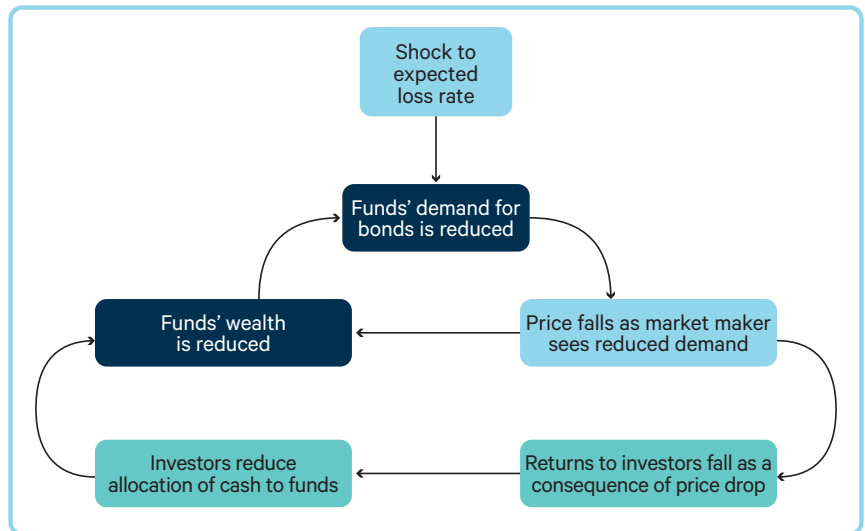 Shock to
expected
loss rate
Funds’ demand for
bonds is reduced
Funds’ wealth
is reduced
Price falls as market maker
sees reduced demand
Investors reduce
allocation of cash to funds
Returns to investors fall as a
consequence of price drop